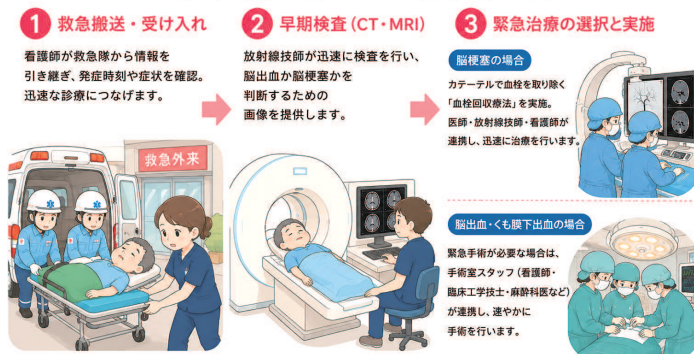 1 救急搬送・受け入れ
看護師が救急隊から情報を
引き継ぎ、発症時刻や症状を確認。
迅速な診療につなげます。
救急外来
2 早期検査(CT・MRI)
放射線技師が迅速に検査を行い、
脳出血か脳梗塞かを
判断するための
画像を提供します。
3 緊急治療の選択と実施
脳梗塞の場合
カテーテルで血栓を取り除く
「血栓回収療法」を実施。
医師・放射線技師・看護師が
連携し、迅速に治療を行います。
脳出血・くも膜下出血の場合
緊急手術が必要な場合は、
手術室スタッフ(看護師・
臨床工学技士・麻酔科医など)
が連携し、速やかに
手術を行います。